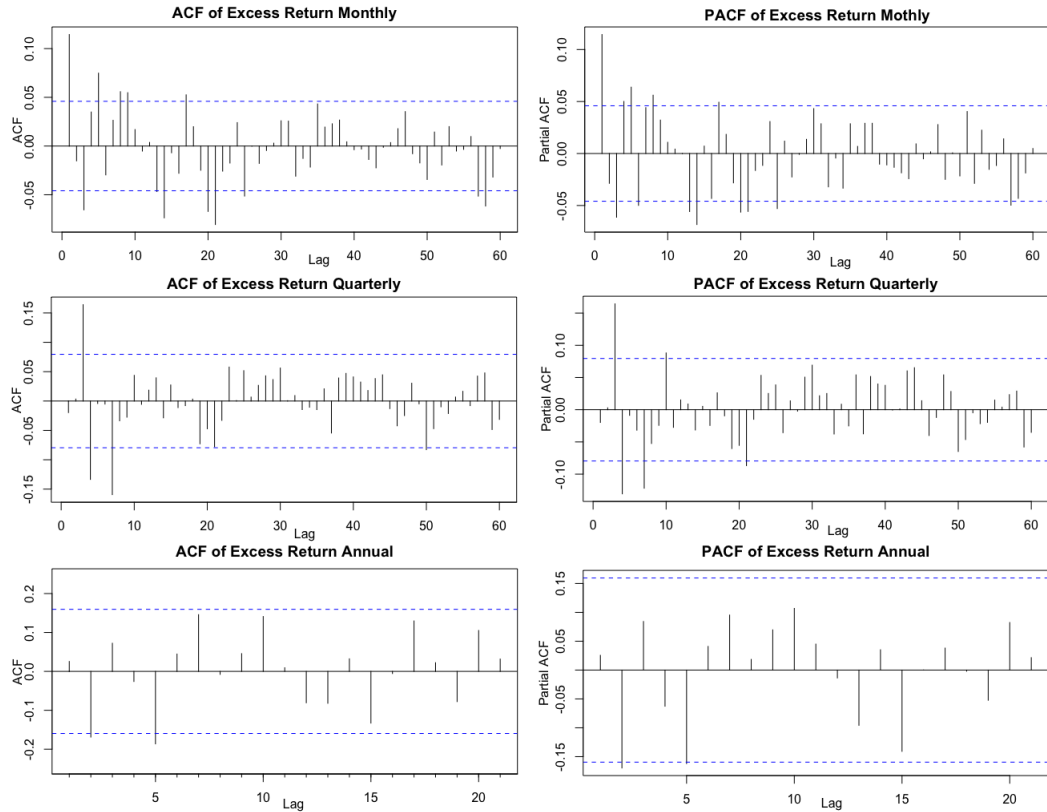 ACF of Excess Return Monthly
ACF
0.10
0.05
0.00
-0.05
0 10 20 30 40 50 60
Lag
PACF of Excess Return Mothly
Partial ACF
0.10
0.05
0.00
-0.05
0 10 20 30 40 50 60
Lag
ACF of Excess Return Quarterly
ACF
0.15
0.05
-0.05
-0.15
0 10 20 30 40 50 60
Lag
PACF of Excess Return Quarterly
Partial ACF
0.10
0.00
-0.10
0 10 20 30 40 50 60
Lag
ACF of Excess Return Annual
ACF
0.2
0.1
0.0
-0.1
-0.2
5 10 15 20
Lag
PACF of Excess Return Annual
Partial ACF
0.15
0.05
-0.05
-0.15
5 10 15 20
Lag